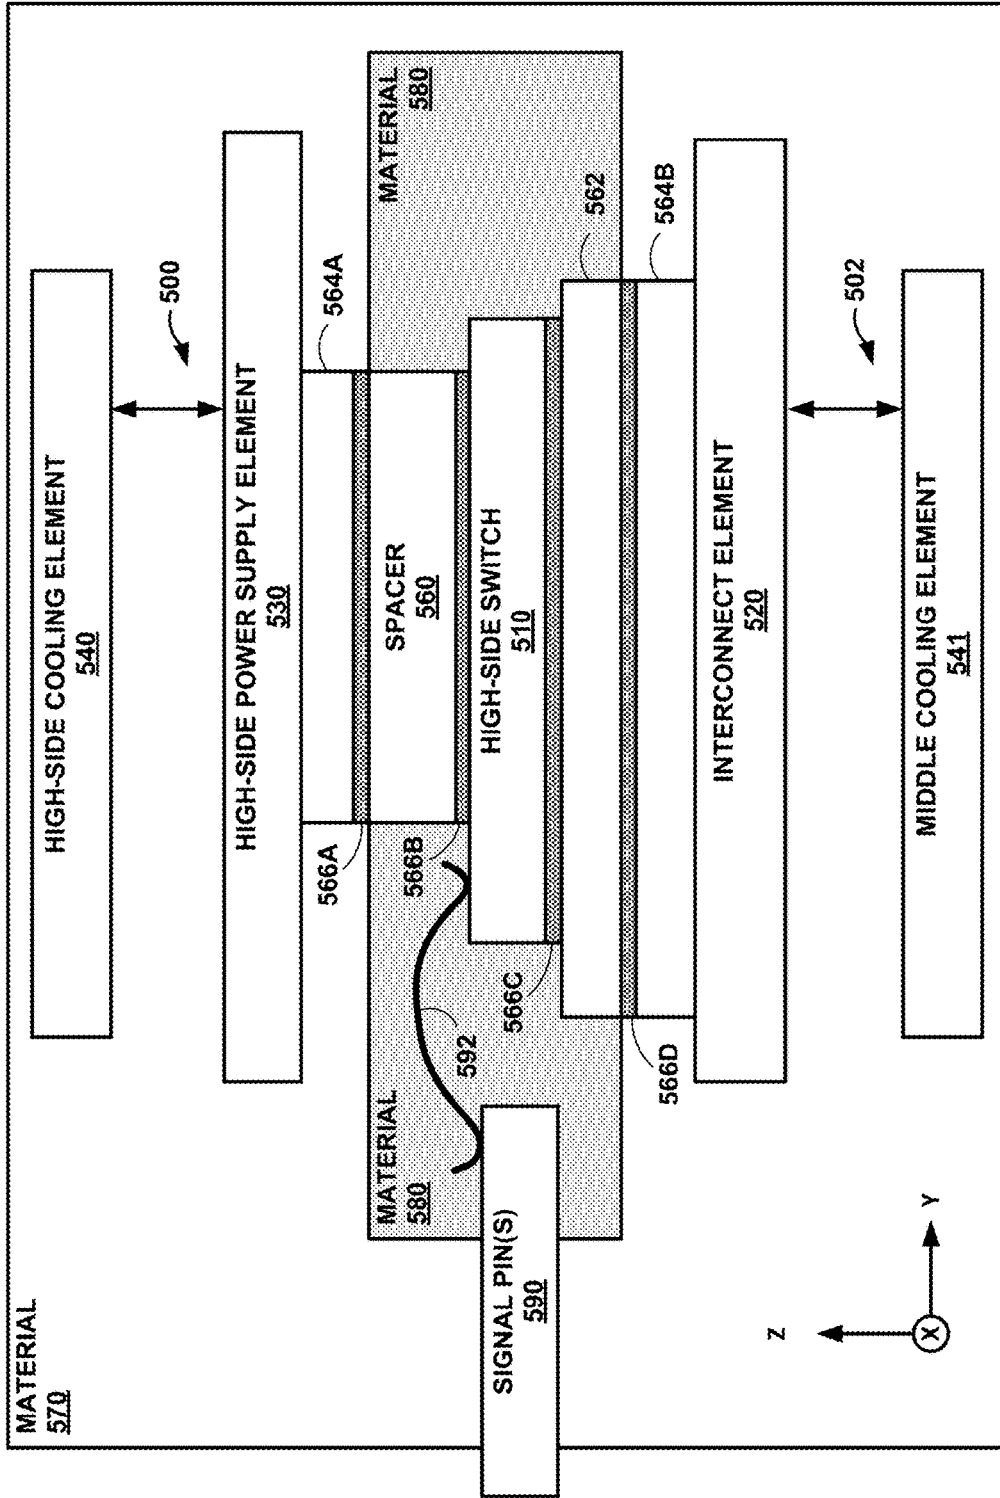 MATERIAL
570
HIGH-SIDE COOLING ELEMENT
540
500
HIGH-SIDE POWER SUPPLY ELEMENT
530
564A
566A
MATERIAL
580
SPACER
560
566B
MATERIAL
580
592
HIGH-SIDE SWITCH
510
566C
SIGNAL PIN(S)
590
562
564B
566D
INTERCONNECT ELEMENT
520
502
MIDDLE COOLING ELEMENT
541
Z
Y
X